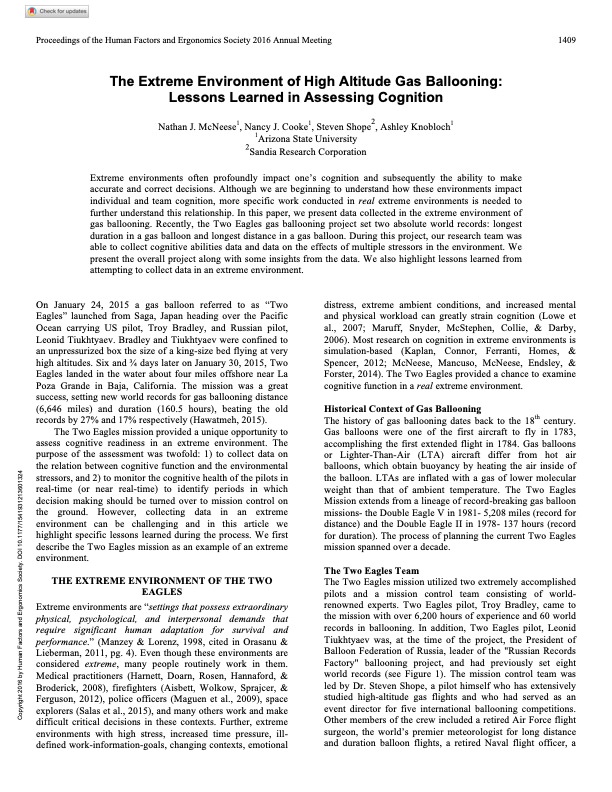 Check for updates
Proceedings of the Human Factors and Ergonomics Society 2016 Annual Meeting
1409
The Extreme Environment of High Altitude Gas Ballooning:
Lessons Learned in Assessing Cognition
Nathan J. McNeese1, Nancy J. Cooke1, Steven Shope2, Ashley Knobloch1
1Arizona State University
2Sandia Research Corporation
Extreme environments often profoundly impact one's cognition and subsequently the ability to make
accurate and correct decisions. Although we are beginning to understand how these environments impact
individual and team cognition, more specific work conducted in real extreme environments is needed to
further understand this relationship. In this paper, we present data collected in the extreme environment of
gas ballooning. Recently, the Two Eagles gas ballooning project set two absolute world records: longest
duration in a gas balloon and longest distance in a gas balloon. During this project, our research team was
able to collect cognitive abilities data and data on the effects of multiple stressors in the environment. We
present the overall project along with some insights from the data. We also highlight lessons learned from
attempting to collect data in an extreme environment.
On January 24, 2015 a gas balloon referred to as "Two
Eagles" launched from Saga, Japan heading over the Pacific
Ocean carrying US pilot, Troy Bradley, and Russian pilot,
Leonid Tiukhtyaev. Bradley and Tiukhtyaev were confined to
an unpressurized box the size of a king-size bed flying at very
high altitudes. Six and ¾ days later on January 30, 2015, Two
Eagles landed in the water about four miles offshore near La
Poza Grande in Baja, California. The mission was a great
success, setting new world records for gas ballooning distance
(6,646 miles) and duration (160.5 hours), beating the old
records by 27% and 17% respectively (Hawatmeh, 2015).
The Two Eagles mission provided a unique opportunity to
assess cognitive readiness in an extreme environment. The
purpose of the assessment was twofold: 1) to collect data on
the relation between cognitive function and the environmental
stressors, and 2) to monitor the cognitive health of the pilots in
real-time (or near real-time) to identify periods in which
decision making should be turned over to mission control on
the ground. However, collecting data in an extreme
environment can be challenging and in this article we
highlight specific lessons learned during the process. We first
describe the Two Eagles mission as an example of an extreme
environment.
THE EXTREME ENVIRONMENT OF THE TWO
EAGLES
Extreme environments are "settings that possess extraordinary
physical, psychological, and interpersonal demands that
require significant human adaptation for survival and
performance." (Manzey & Lorenz, 1998, cited in Orasanu &
Lieberman, 2011, pg. 4). Even though these environments are
considered extreme, many people routinely work in them.
Medical practitioners (Harnett, Doarn, Rosen, Hannaford, &
Broderick, 2008), firefighters (Aisbett, Wolkow, Sprajcer, &
Ferguson, 2012), police officers (Maguen et al., 2009), space
explorers (Salas et al., 2015), and many others work and make
difficult critical decisions in these contexts. Further, extreme
environments with high stress, increased time pressure, ill-
defined work-information-goals, changing contexts, emotional
distress, extreme ambient conditions, and increased mental
and physical workload can greatly strain cognition (Lowe et
al., 2007; Maruff, Snyder, McStephen, Collie, & Darby,
2006). Most research on cognition in extreme environments is
simulation-based (Kaplan, Connor, Ferranti, Homes, &
Spencer, 2012; McNeese, Mancuso, McNeese, Endsley, &
Forster, 2014). The Two Eagles provided a chance to examine
cognitive function in a real extreme environment.
Historical Context of Gas Ballooning
The history of gas ballooning dates back to the 18th century.
Gas balloons were one of the first aircraft to fly in 1783,
accomplishing the first extended flight in 1784. Gas balloons
or Lighter-Than-Air (LTA) aircraft differ from hot air
balloons, which obtain buoyancy by heating the air inside of
the balloon. LTAs are inflated with a gas of lower molecular
weight than that of ambient temperature. The Two Eagles
Mission extends from a lineage of record-breaking gas balloon
missions- the Double Eagle V in 1981- 5,208 miles (record for
distance) and the Double Eagle II in 1978- 137 hours (record
for duration). The process of planning the current Two Eagles
mission spanned over a decade.
The Two Eagles Team
The Two Eagles mission utilized two extremely accomplished
pilots and a mission control team consisting of world-
renowned experts. Two Eagles pilot, Troy Bradley, came to
the mission with over 6,200 hours of experience and 60 world
records in ballooning. In addition, Two Eagles pilot, Leonid
Tiukhtyaev was, at the time of the project, the President of
Balloon Federation of Russia, leader of the "Russian Records
Factory" ballooning project, and had previously set eight
world records (see Figure 1). The mission control team was
led by Dr. Steven Shope, a pilot himself who has extensively
studied high-altitude gas flights and who had served as an
event director for five international ballooning competitions.
Other members of the crew included a retired Air Force flight
surgeon, the world's premier meteorologist for long distance
and duration balloon flights, a retired Naval flight officer, a
Copyright 2016 by Human Factors and Ergonomics Society. DOI 10.1177/1541931213601324